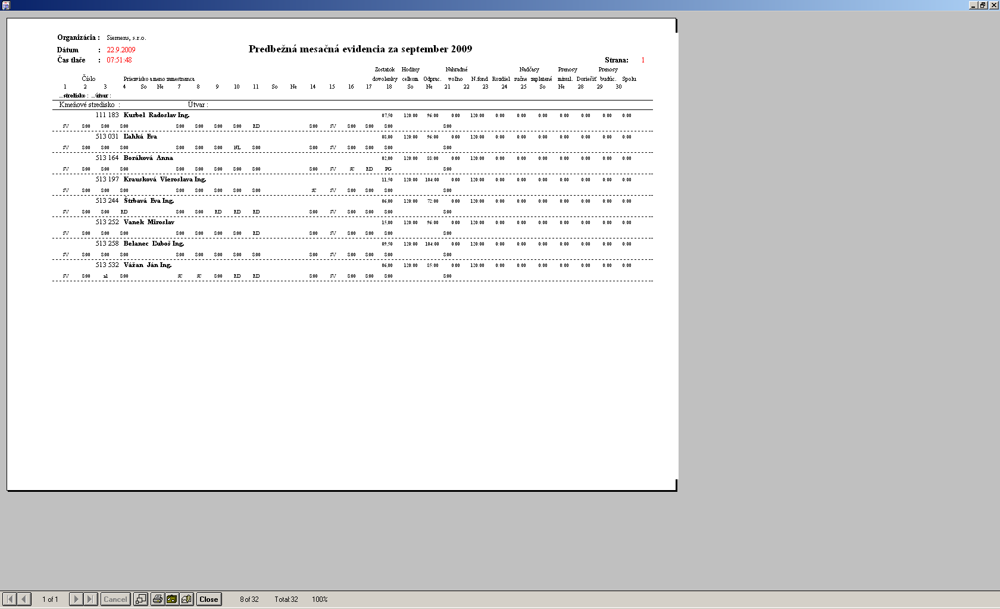 Organizácia : Siemens, s.r.o.
Dátum : 22.9.2009 Predbežná mesačná evidencia za september 2009
Čas tlače : 07:51:48 Strana: 1
Zostatok Hodiny Náhradné Nadčasy Prenosy Prenosy
Číslo Priezvisko a meno zamestnanca dovolenky celkom Odprac. voľno N.fond Rozdiel ručne zaplatené minul. Doriešiť budúc. Spolu
1 2 3 4 So Ne 7 8 9 10 11 So Ne 14 15 16 17 18 So Ne 21 22 23 24 25 So Ne 28 29 30
...stredisko : ...útvar :
Kmeňové stredisko : Útvar :
111 183 Kurbel Radoslav Ing. 07,50 120:00 96:00 0:00 120:00 0:00 0:00 0:00 0:00 0:00 0:00 0:00
SV 8:00 8:00 8:00 8:00 8:00 8:00 8:00 RD 8:00 SV 8:00 8:00 8:00 8:00
513 031 Ľahká Eva 08,00 120:00 96:00 0:00 120:00 0:00 0:00 0:00 0:00 0:00 0:00 0:00
SV 8:00 8:00 8:00 8:00 8:00 8:00 NL 8:00 8:00 SV 8:00 8:00 8:00 8:00
513 164 Boráková Anna 02,00 120:00 88:00 0:00 120:00 0:00 0:00 0:00 0:00 0:00 0:00 0:00
SV 8:00 8:00 8:00 8:00 8:00 8:00 8:00 8:00 8:00 SV RD PG 8:00
513 197 Krausková Vieroslava Ing. 11,50 120:00 104:00 0:00 120:00 0:00 0:00 0:00 0:00 0:00 0:00 0:00
SV 8:00 8:00 8:00 8:00 8:00 8:00 8:00 8:00 SV 8:00 8:00 8:00 8:00
513 244 Štrbavá Eva Ing. 06,00 120:00 72:00 0:00 120:00 0:00 0:00 0:00 0:00 0:00 0:00 0:00
SV 8:00 8:00 RD 8:00 8:00 RD RD RD 8:00 SV 8:00 8:00 8:00 8:00
513 252 Vanek Miroslav 15,00 120:00 96:00 0:00 120:00 0:00 0:00 0:00 0:00 0:00 0:00 0:00
SV 8:00 8:00 8:00 8:00 8:00 8:00 8:00 RD 8:00 SV 8:00 8:00 8:00 8:00
513 258 Belanec Ľuboš Ing. 09,50 120:00 104:00 0:00 120:00 0:00 0:00 0:00 0:00 0:00 0:00 0:00
SV 8:00 8:00 8:00 8:00 8:00 8:00 8:00 8:00 8:00 SV 8:00 8:00 8:00 8:00
513 532 Vážan Ján Ing. 06,00 120:00 85:00 0:00 120:00 0:00 0:00 0:00 0:00 0:00 0:00 0:00
SV 8:00 nl 8:00 8:00 RD RD 8:00 SV 8:00 8:00 8:00 8:00
1 of 1 Cancel Close 8 of 32 Total:32 100%